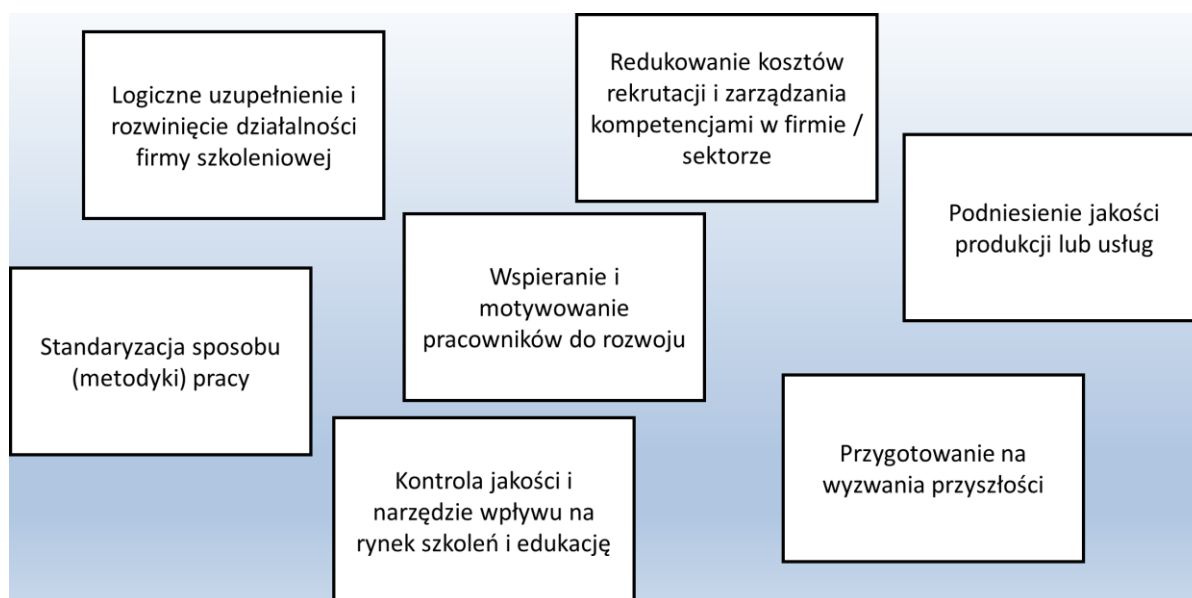 Logiczne uzupełnienie i
rozwinięcie działalności
firmy szkoleniowej
Redukowanie kosztów
rekrutacji i zarządzania
kompetencjami w firmie /
sektorze
Podniesienie jakości
produkcji lub usług
Wspieranie i
motywowanie
pracowników do rozwoju
Standaryzacja sposobu
(metodyki) pracy
Kontrola jakości i
narzędzie wpływu na
rynek szkoleń i edukację
Przygotowanie na
wyzwania przyszłości